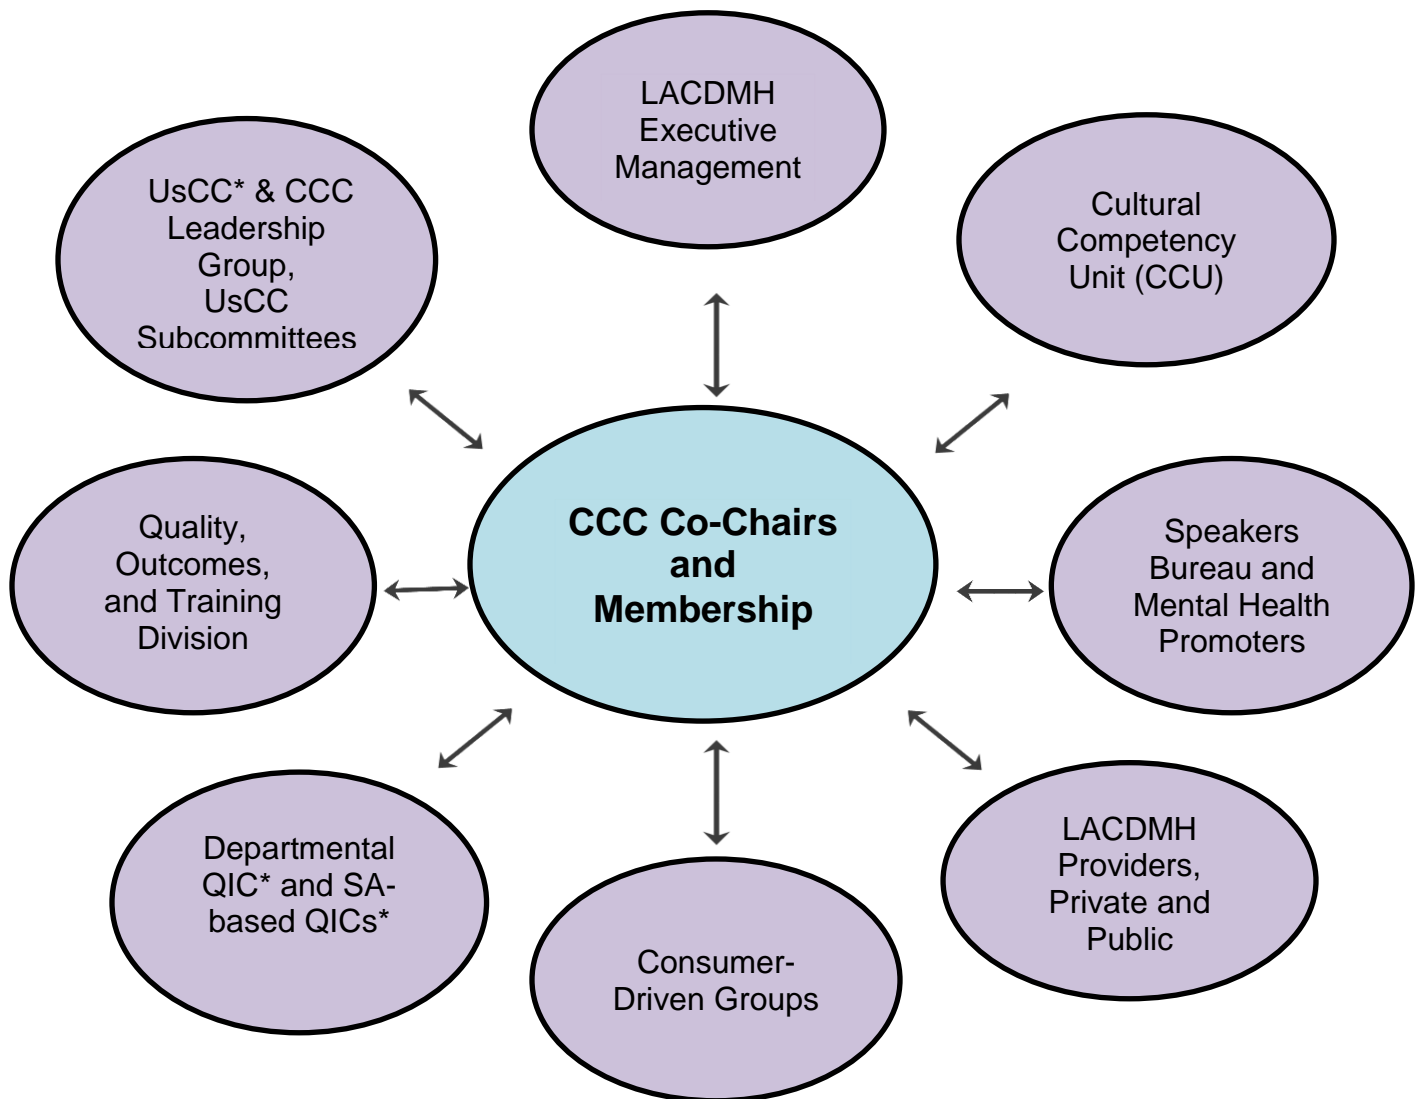 LACDMH
Executive
Management
UsCC* & CCC
Leadership
Group,
UsCC
Subcommittees
Cultural
Competency
Unit (CCU)
Quality,
Outcomes,
and Training
Division
CCC Co-Chairs
and
Membership
Speakers
Bureau and
Mental Health
Promoters
Departmental
QIC* and SA-
based QICs*
Consumer-
Driven Groups
LACDMH
Providers,
Private and
Public